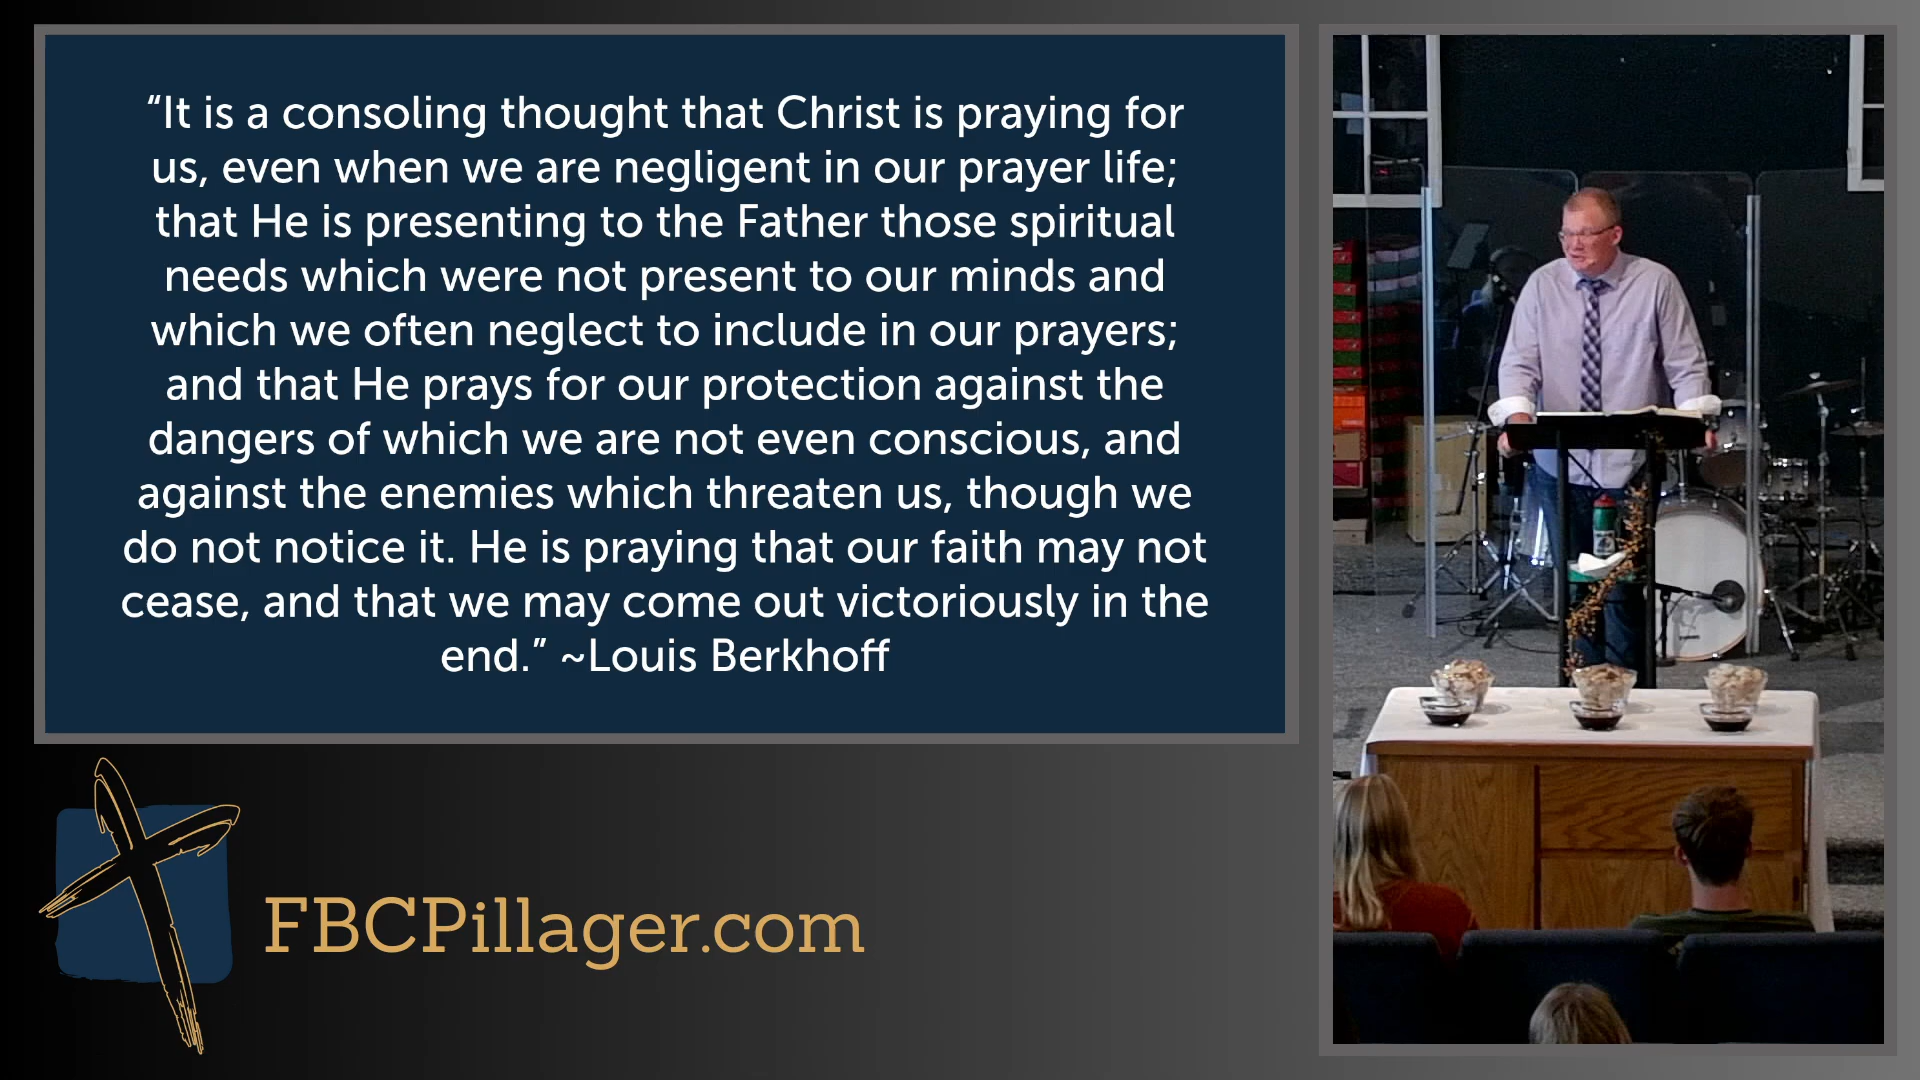 “It is a consoling thought that Christ is praying for
us, even when we are negligent in our prayer life;
that He is presenting to the Father those spiritual
needs which were not present to our minds and
which we often neglect to include in our prayers;
and that He prays for our protection against the
dangers of which we are not even conscious, and
against the enemies which threaten us, though we
do not notice it. He is praying that our faith may not
cease, and that we may come out victoriously in the
end.” ~Louis Berkhoff
FBCPillager.com